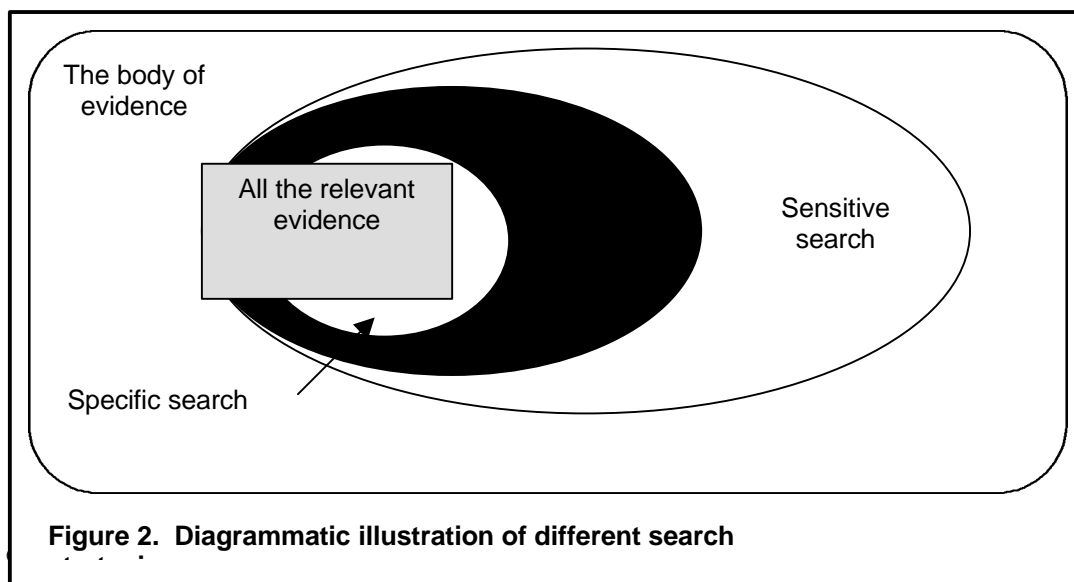 The body of
evidence
All the relevant
evidence
Sensitive
search
Specific search
Figure 2. Diagrammatic illustration of different search